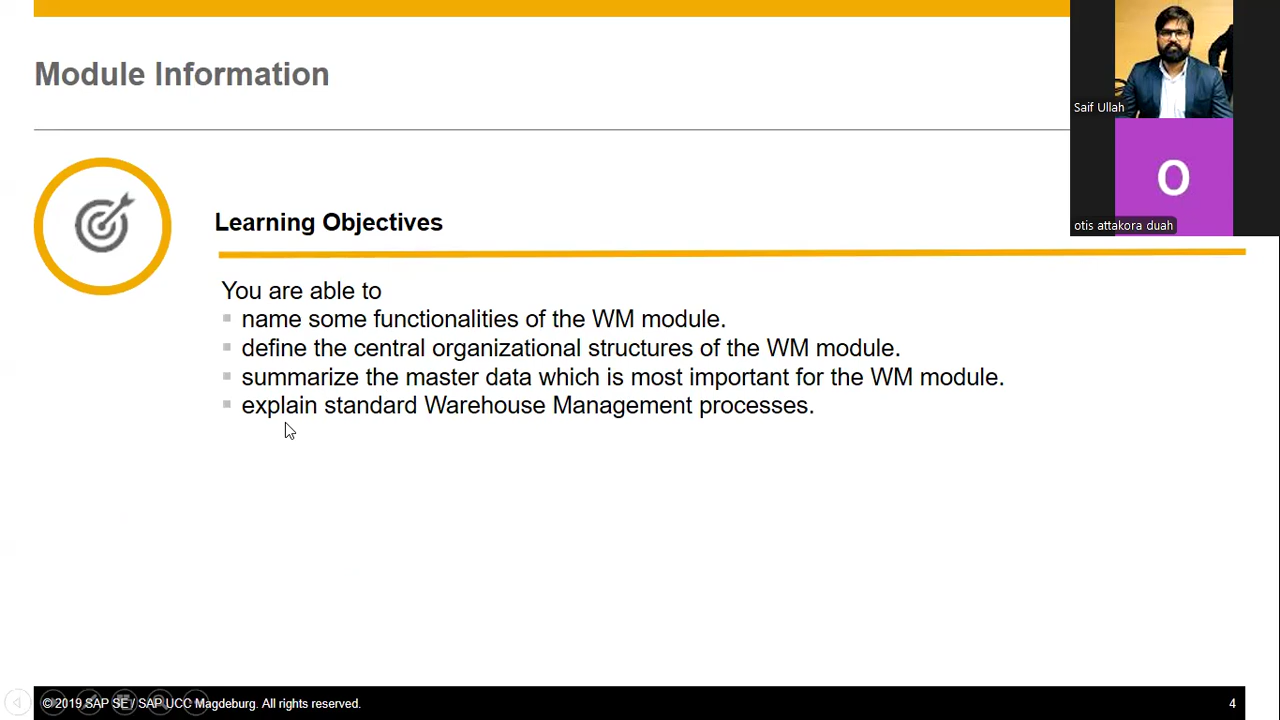 Module Information
Saif Ullah
O
otis attakora duah
Learning Objectives
You are able to
name some functionalities of the WM module.
define the central organizational structures of the WM module.
summarize the master data which is most important for the WM module.
explain standard Warehouse Management processes.
© 2019 SAP SE / SAP UCC Magdeburg. All rights reserved.
4